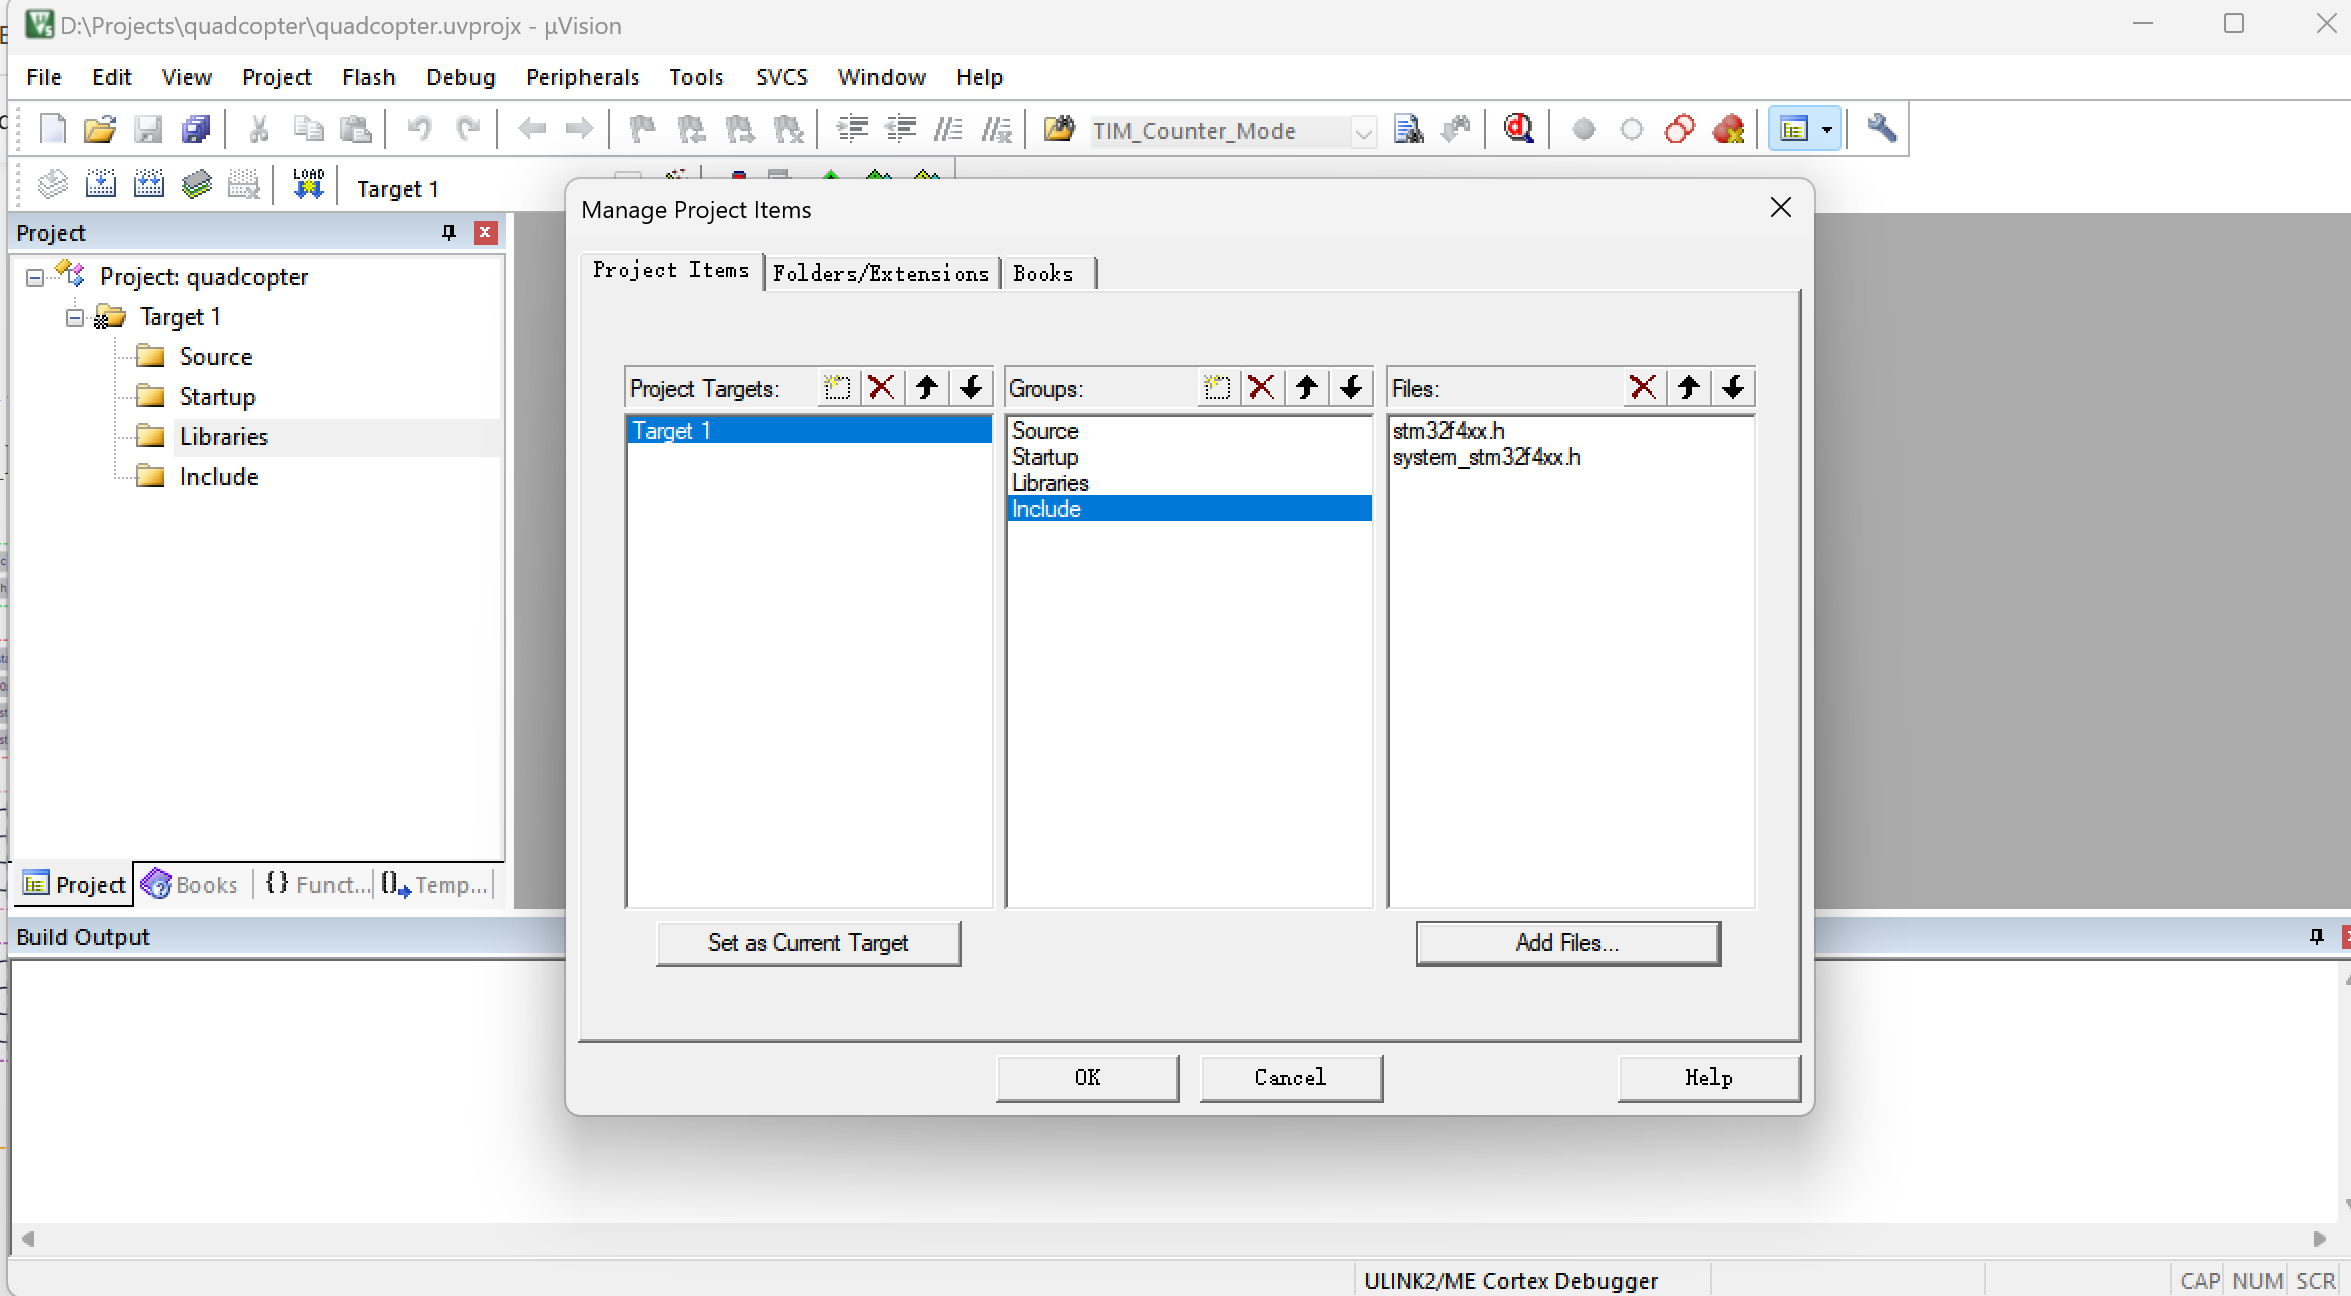 D:\Projects\quadcopter\quadcopter.uvprojx - µVision
File Edit View Project Flash Debug Peripherals Tools SVCS Window Help
TIM_Counter_Mode
LOAD
Target 1
Project
Project: quadcopter
Target 1
Source
Startup
Libraries
Include
Project Books {} Funct... Temp...
Manage Project Items
Project Items Folders/Extensions Books
Project Targets:
Target 1
Set as Current Target
Groups:
Source
Startup
Libraries
Include
Files:
stm32f4xx.h
system_stm32f4xx.h
Add Files...
OK Cancel Help
Build Output
ULINK2/ME Cortex Debugger
CAP NUM SCR